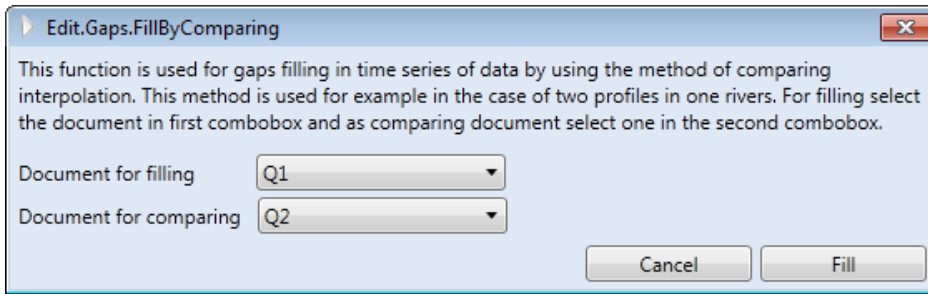 Edit.Gaps.FillByComparing
This function is used for gaps filling in time series of data by using the method of comparing
interpolation. This method is used for example in the case of two profiles in one rivers. For filling select
the document in first combobox and as comparing document select one in the second combobox.
Document for filling Q1
Document for comparing Q2
Cancel Fill